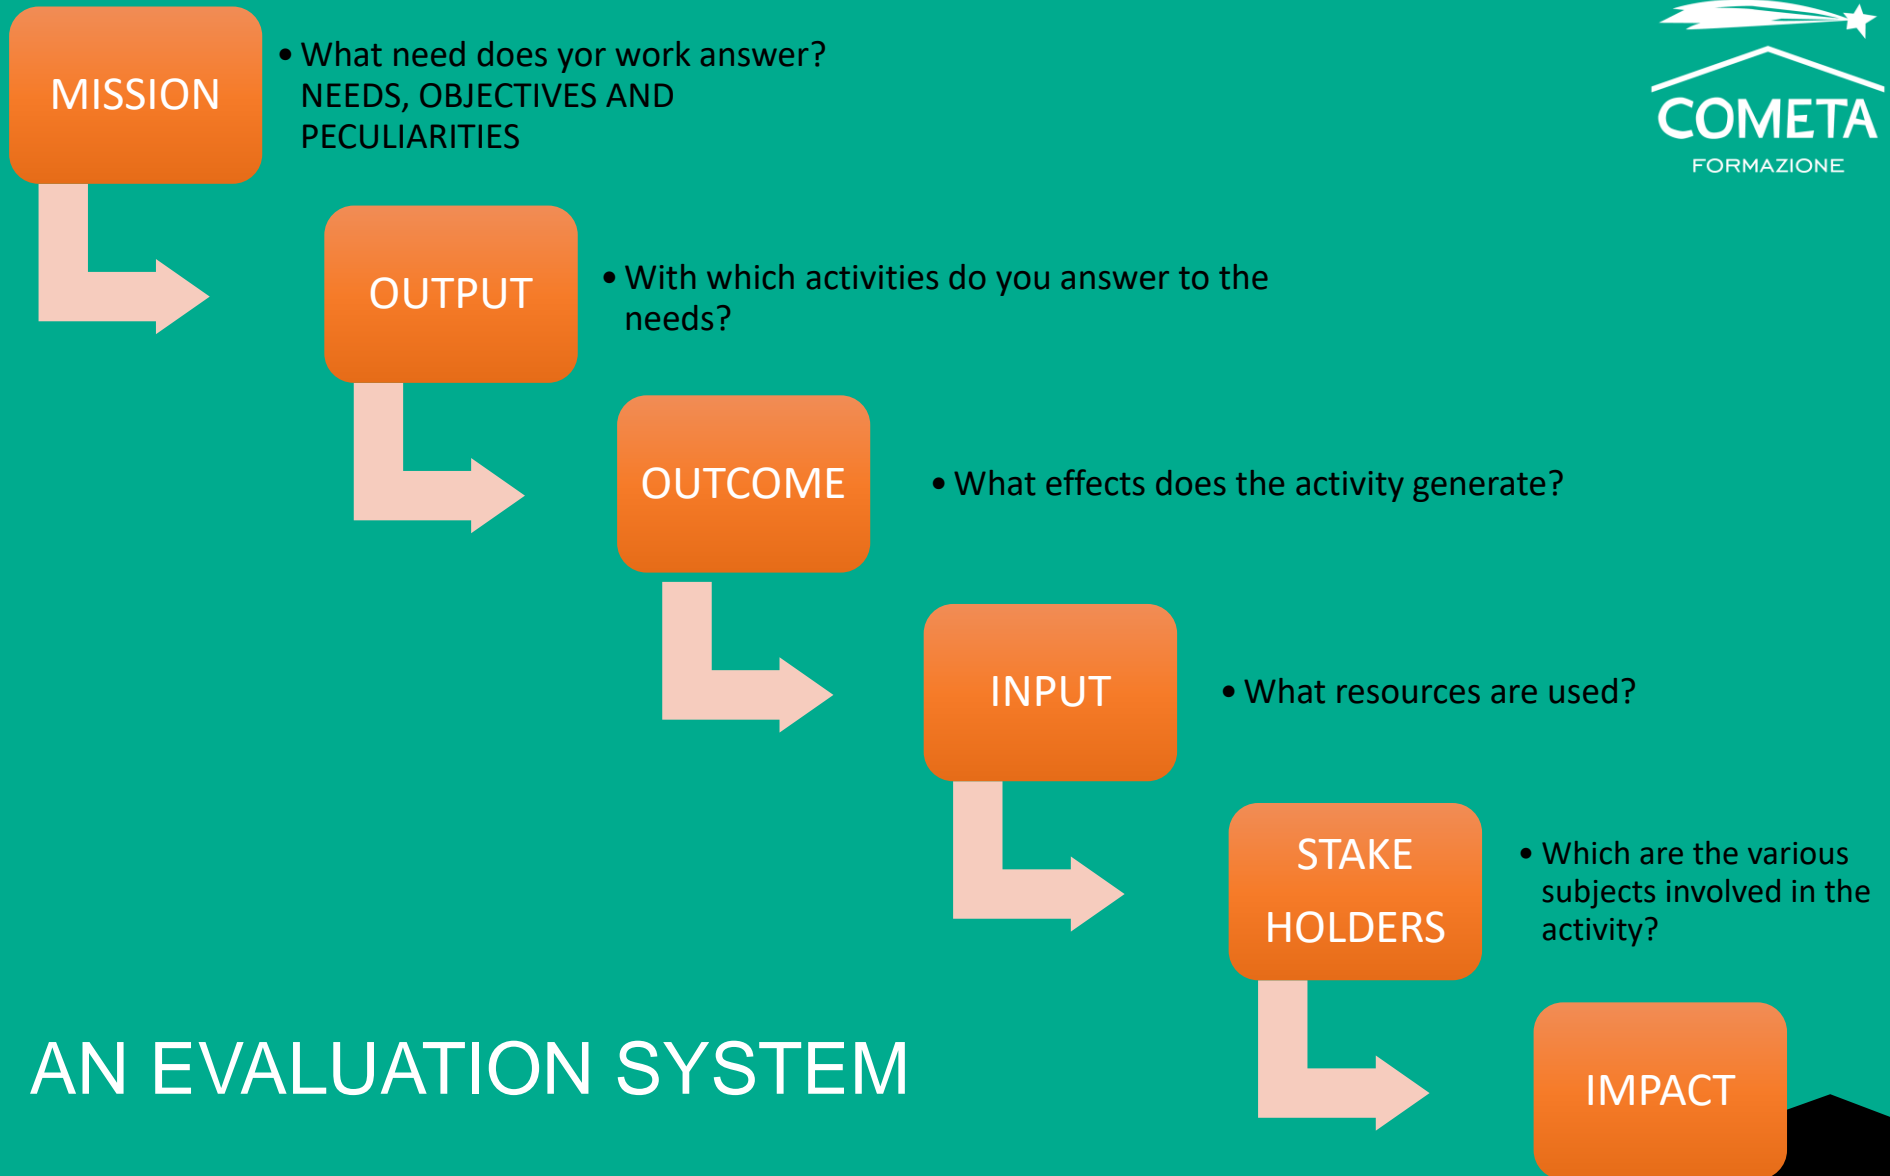 MISSION
• What need does yor work answer?
NEEDS, OBJECTIVES AND
PECULIARITIES
COMETA
FORMAZIONE
OUTPUT
• With which activities do you answer to the
needs?
OUTCOME
• What effects does the activity generate?
INPUT
• What resources are used?
STAKE
HOLDERS
• Which are the various
subjects involved in the
activity?
IMPACT
AN EVALUATION SYSTEM